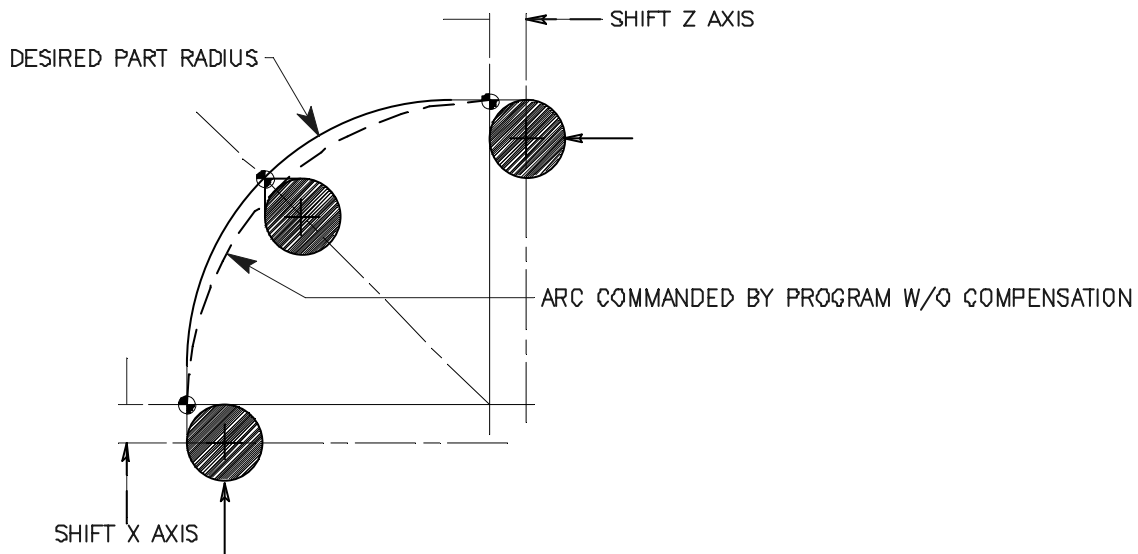 SHIFT Z AXIS
DESIRED PART RADIUS
ARC COMMANDED BY PROGRAM W/O COMPENSATION
SHIFT X AXIS